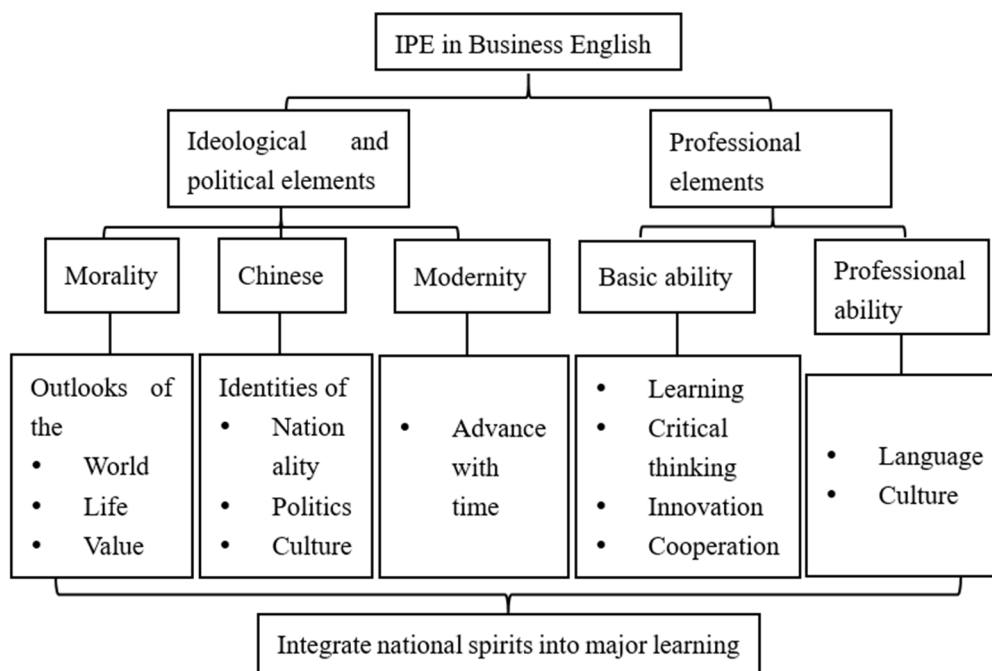 IPE in Business English
Ideological and
political elements
Professional
elements
Morality
Chinese
Modernity
Basic ability
Professional
ability
Outlooks of
the
• World
• Life
• Value
Identities of
• Nation
ality
• Politics
• Culture
• Advance
with
time
• Learning
• Critical
thinking
• Innovation
• Cooperation
• Language
• Culture
Integrate national spirits into major learning